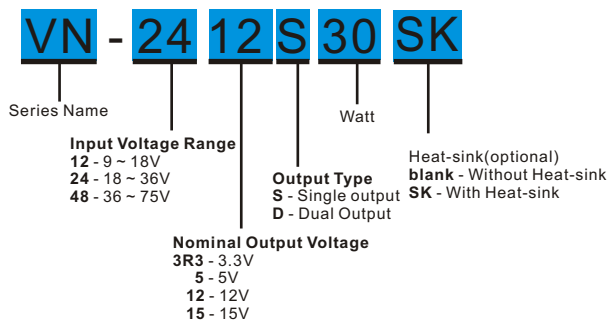 VN - 24 12 S 30 SK
Series Name
Input Voltage Range
12 - 9 ~ 18V
24 - 18 ~ 36V
48 - 36 ~ 75V
Nominal Output Voltage
3R3 - 3.3V
5 - 5V
12 - 12V
15 - 15V
Output Type
S - Single output
D - Dual Output
Watt
Heat-sink(optional)
blank - Without Heat-sink
SK - With Heat-sink